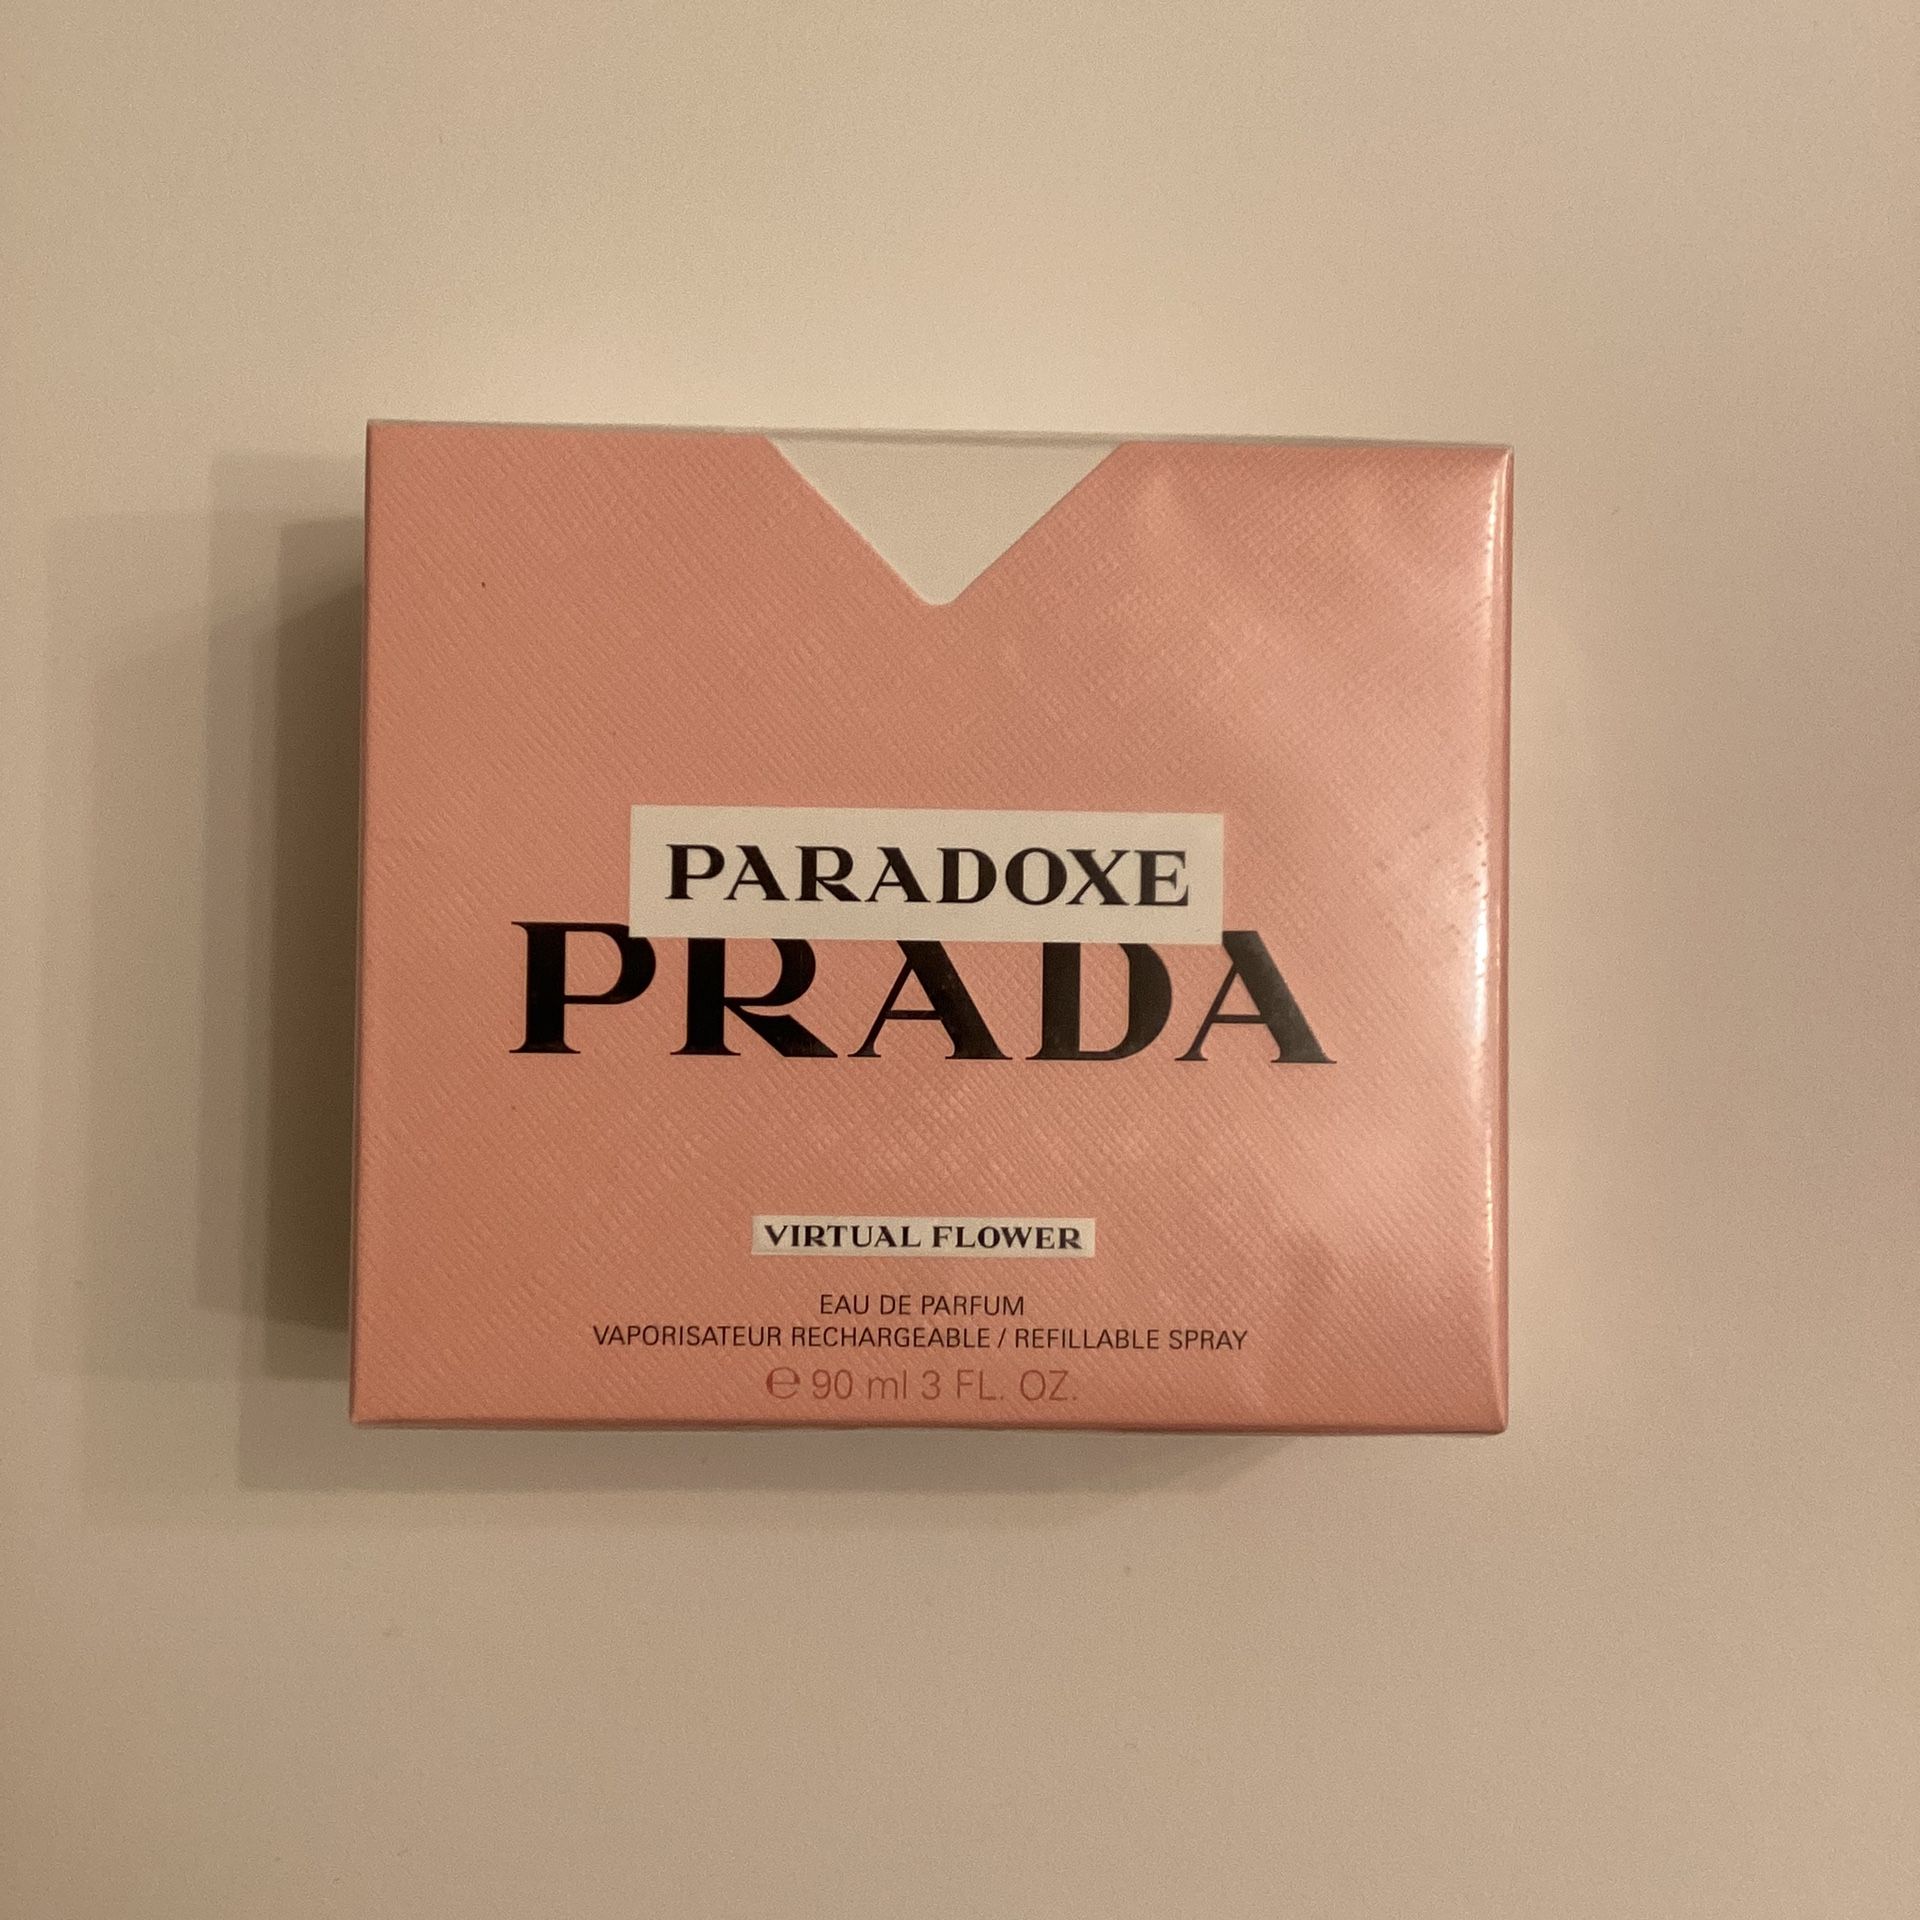 PARADOXE
PRADA
VIRTUAL FLOWER
EAU DE PARFUM
VAPORISATEUR RECHARGEABLE / REFILLABLE SPRAY
℮ 90 ml 3 FL. OZ.